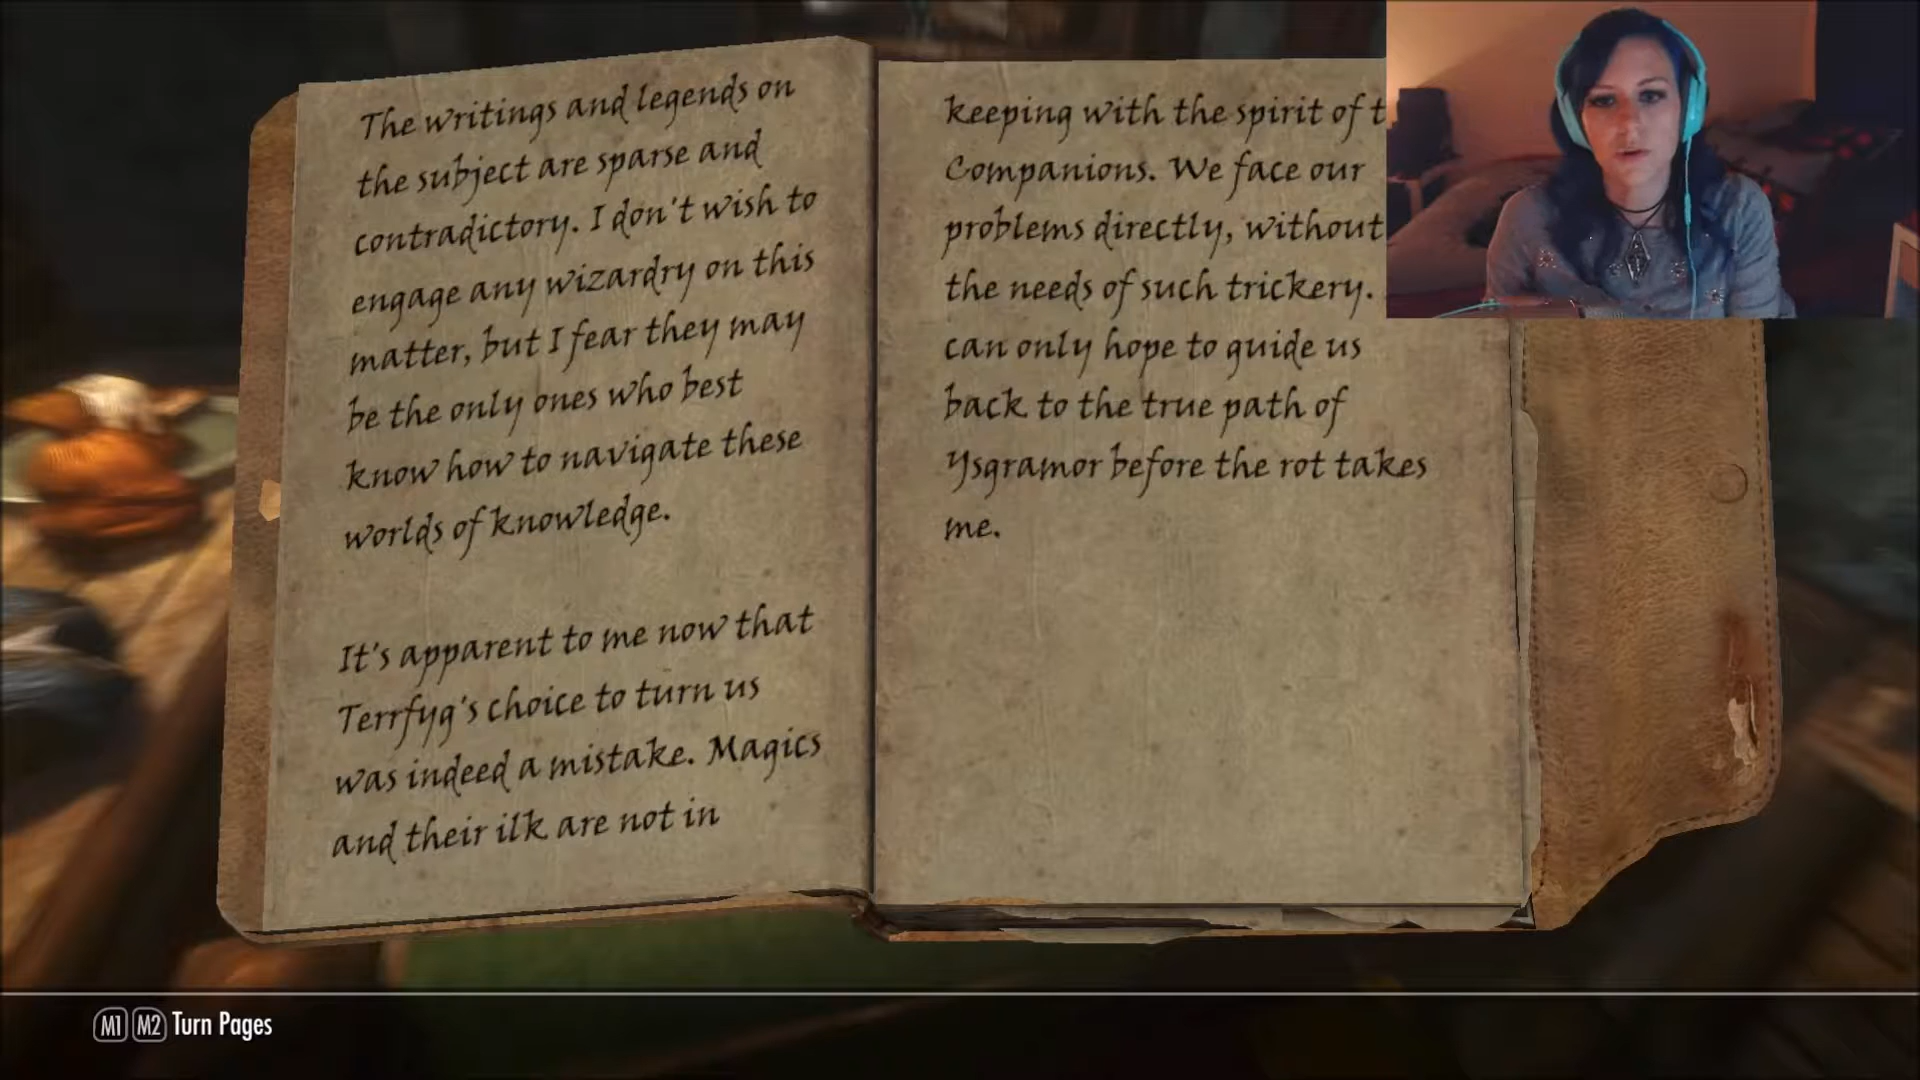 The writings and legends on
the subject are sparse and
contradictory. I don't wish to
engage any wizardry on this
matter, but I fear they may
be the only ones who best
know how to navigate these
worlds of knowledge.
It's apparent to me now that
Terrfyg's choice to turn us
was indeed a mistake. Magics
and their ilk are not in
keeping with the spirit of t
Companions. We face our
problems directly, without
the needs of such trickery.
can only hope to guide us
back to the true path of
Ysgramor before the rot takes
me.
M1 M2 Turn Pages